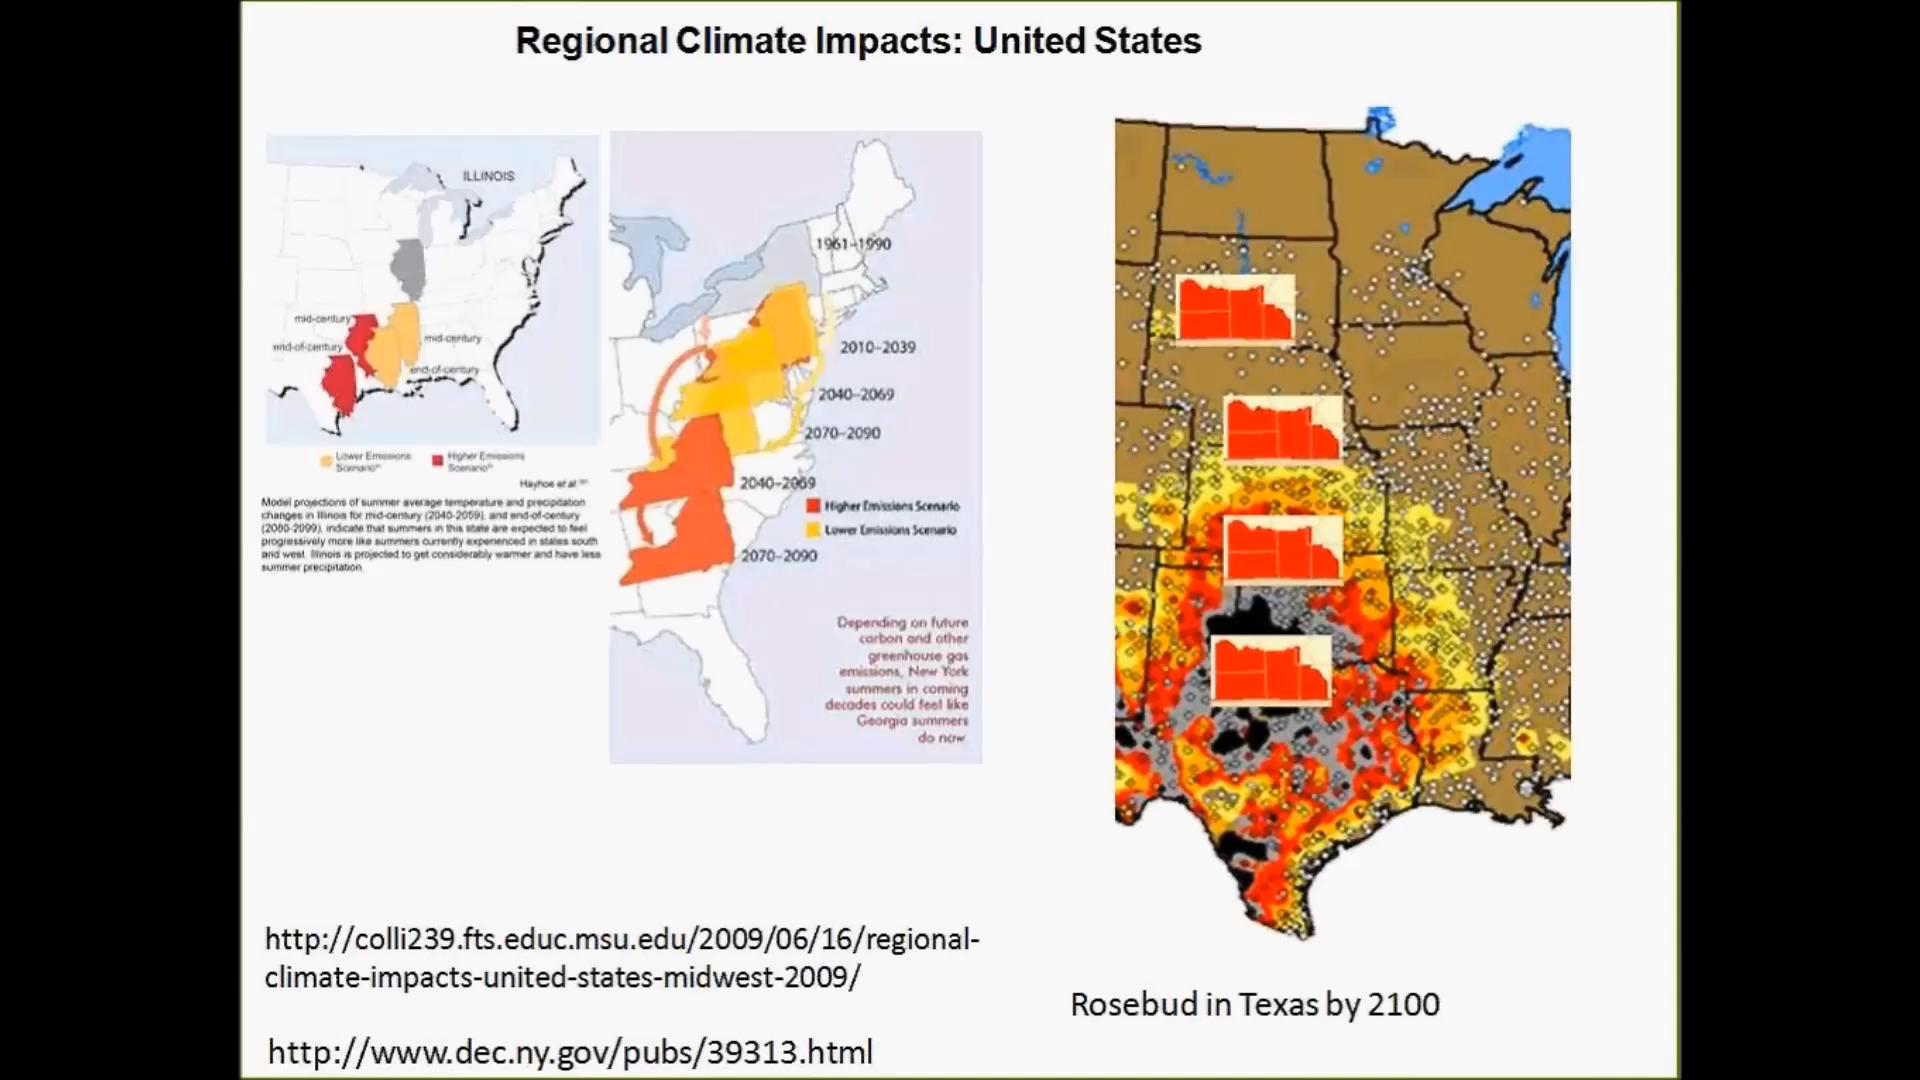 Regional Climate Impacts: United States
ILLINOIS
mid-century
end-of-century
mid-century
end-of-century
Lower Emissions
Scenario
Higher Emissions
Scenario
Hayhoe et al
Model projections of summer average temperature and precipitation
changes in Illinois for mid-century (2040-2059), and end-of-century
(2080-2099), indicate that summers in this state are expected to feel
progressively more like summers currently experienced in states south
and west. Illinois is projected to get considerably warmer and have less
summer precipitation.
1961–1990
2010–2039
2040–2069
2070–2090
2040–2069
Higher Emissions Scenario
Lower Emissions Scenario
2070–2090
Depending on future
carbon and other
greenhouse gas
emissions, New York
summers in coming
decades could feel like
Georgia summers
do now.
http://colli239.fts.educ.msu.edu/2009/06/16/regional-
climate-impacts-united-states-midwest-2009/
http://www.dec.ny.gov/pubs/39313.html
Rosebud in Texas by 2100